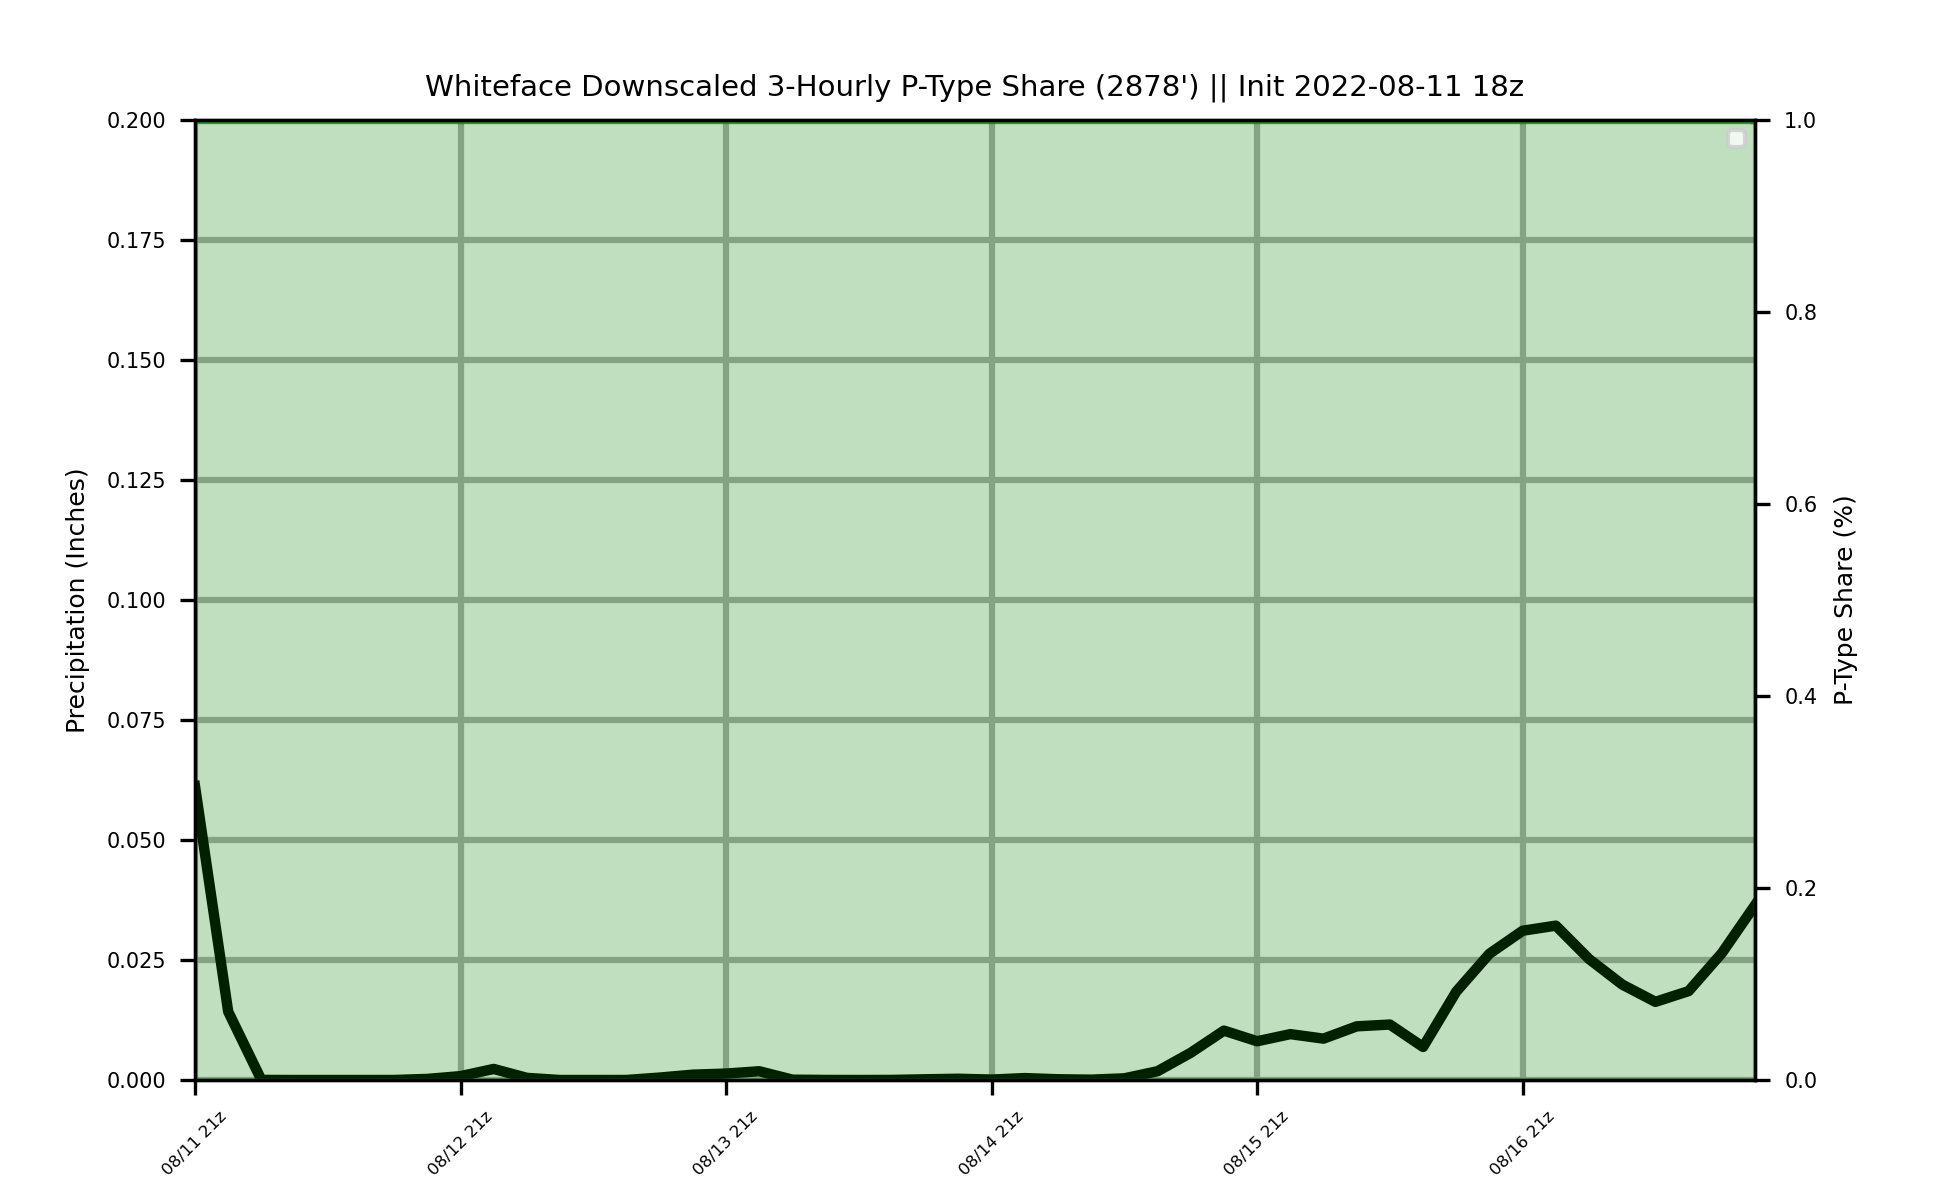 Whiteface Downscaled 3-Hourly P-Type Share (2878') || Init 2022-08-11 18z
Precipitation (Inches)
0.200
0.175
0.150
0.125
0.100
0.075
0.050
0.025
0.000
1.0
0.8
0.6
0.4
0.2
0.0
P-Type Share (%)
08/11 21z
08/12 21z
08/13 21z
08/14 21z
08/15 21z
08/16 21z